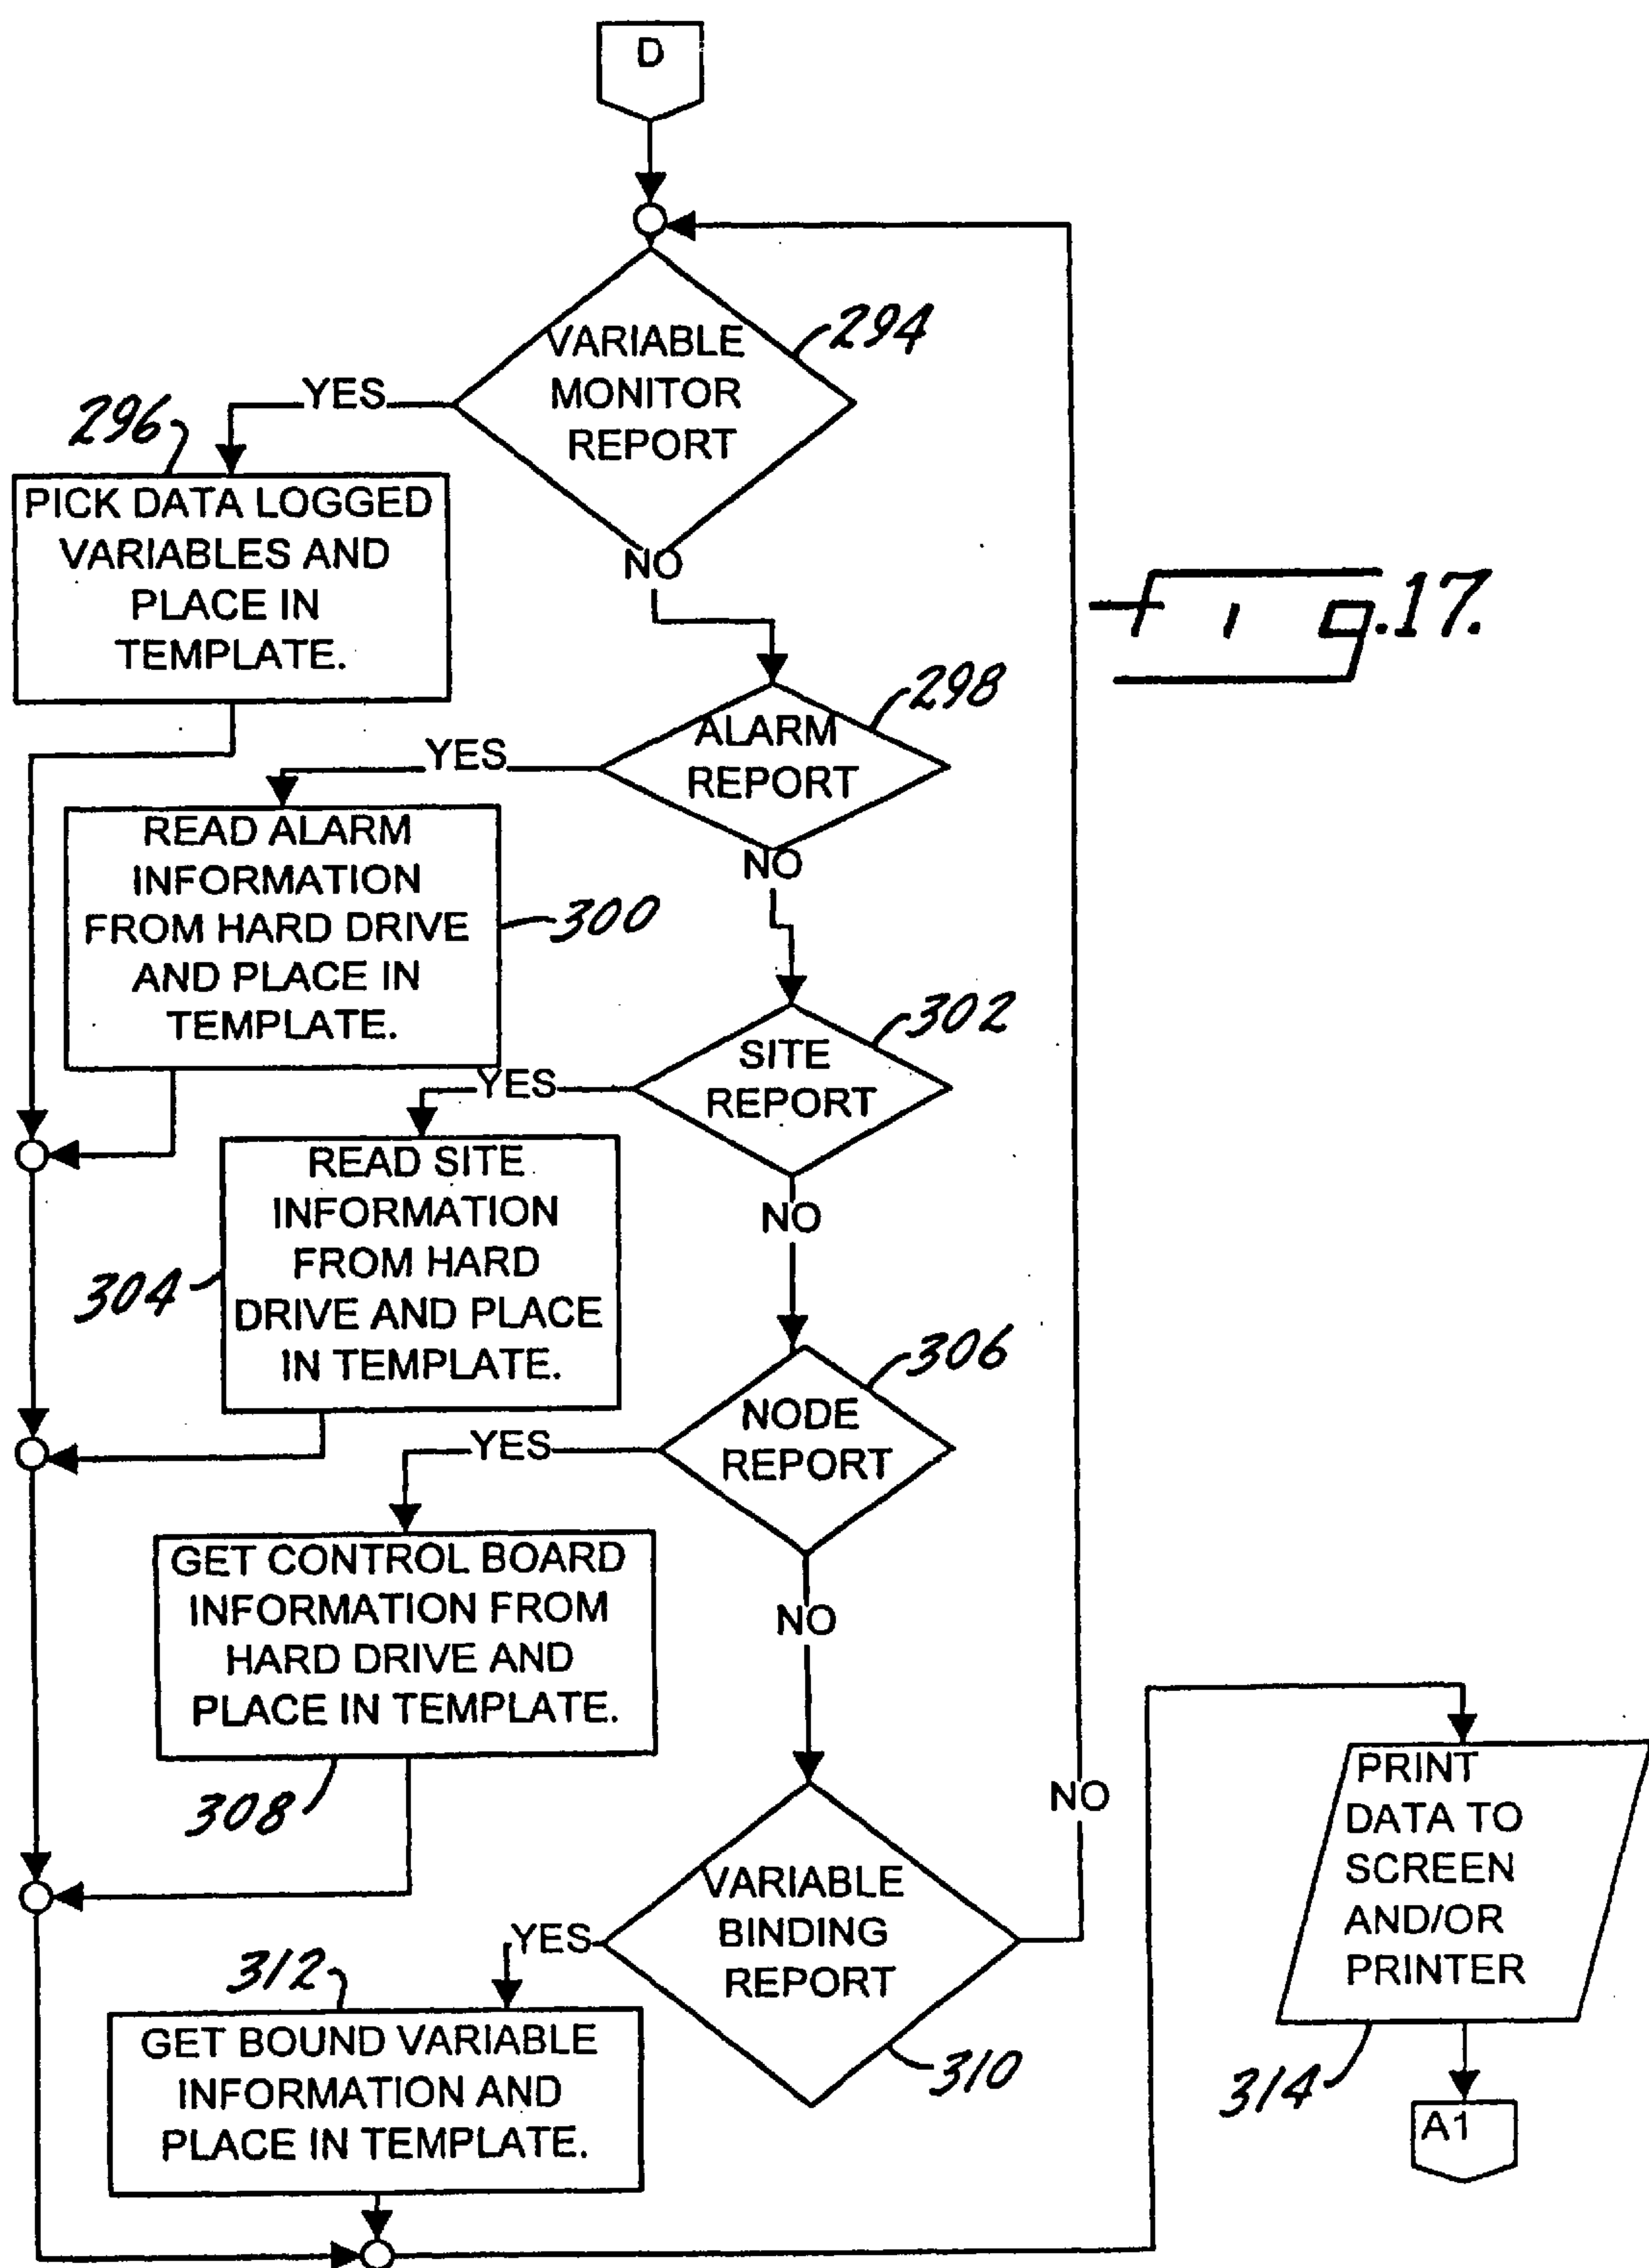 D
VARIABLE
MONITOR
REPORT
294
YES
296
PICK DATA LOGGED
VARIABLES AND
PLACE IN
TEMPLATE.
NO
Fig.17.
ALARM
REPORT
298
YES
READ ALARM
INFORMATION
FROM HARD DRIVE
AND PLACE IN
TEMPLATE.
300
NO
SITE
REPORT
302
YES
READ SITE
INFORMATION
FROM HARD
DRIVE AND PLACE
IN TEMPLATE.
304
NO
NODE
REPORT
306
YES
GET CONTROL BOARD
INFORMATION FROM
HARD DRIVE AND
PLACE IN TEMPLATE.
308
NO
VARIABLE
BINDING
REPORT
310
NO
YES
312
GET BOUND VARIABLE
INFORMATION AND
PLACE IN TEMPLATE.
PRINT
DATA TO
SCREEN
AND/OR
PRINTER
314
A1